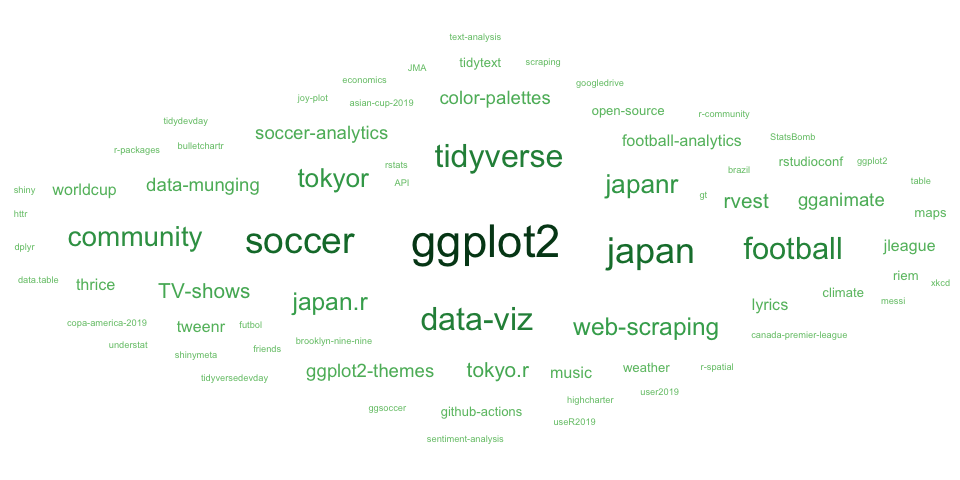 text-analysis
JMA
tidytext
scraping
economics
googledrive
joy-plot
asian-cup-2019
color-palettes
open-source
r-community
tidydevday
soccer-analytics
football-analytics
StatsBomb
r-packages
bulletchartr
rstats
tidyverse
rstudioconf
ggplot2
shiny
worldcup
data-munging
tokyor
API
japanr
brazil
gt
rvest
gganimate
table
httr
maps
dplyr
community
soccer
ggplot2
japan
football
jleague
data.table
thrice
TV-shows
japan.r
lyrics
climate
riem
messi
xkcd
copa-america-2019
tweenr
futbol
data-viz
web-scraping
canada-premier-league
understat
shinymeta
friends
brooklyn-nine-nine
tidyversedevday
ggplot2-themes
tokyo.r
music
weather
r-spatial
ggsoccer
github-actions
highcharter
user2019
useR2019
sentiment-analysis